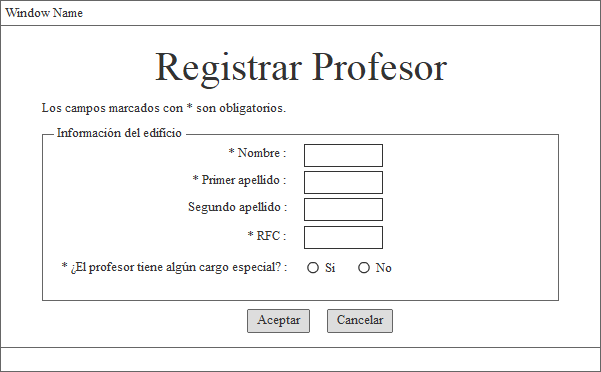 Window Name
Registrar Profesor
Los campos marcados con * son obligatorios.
Información del edificio
* Nombre :
* Primer apellido :
Segundo apellido :
* RFC :
* ¿El profesor tiene algún cargo especial? : Si No
Aceptar Cancelar